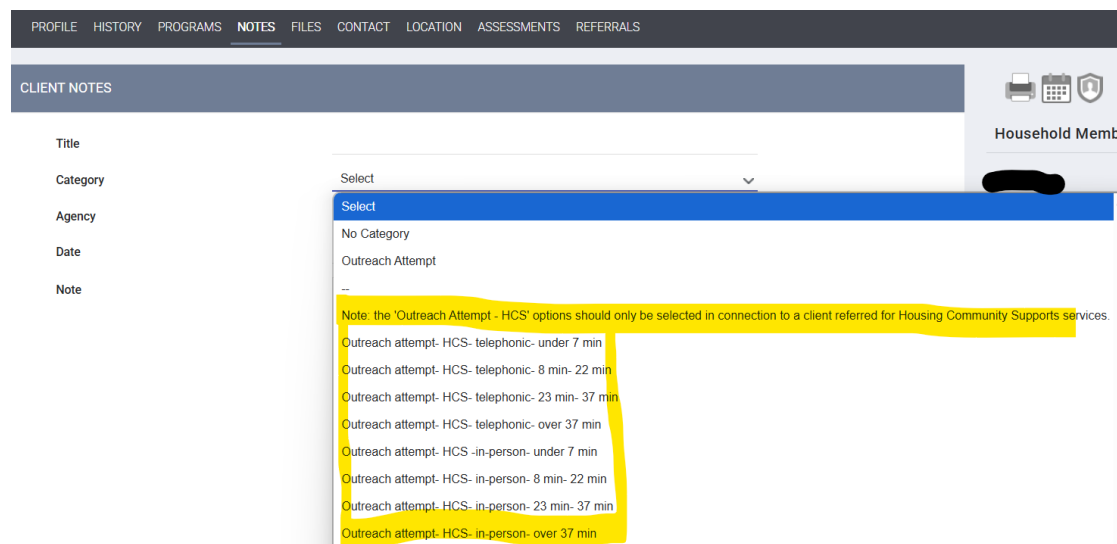 PROFILE HISTORY PROGRAMS NOTES FILES CONTACT LOCATION ASSESSMENTS REFERRALS
CLIENT NOTES
Household Memb
Title
Category Select
Select
Agency
No Category
Date
Outreach Attempt
Note
--
Note: the 'Outreach Attempt - HCS' options should only be selected in connection to a client referred for Housing Community Supports services.
Outreach attempt- HCS- telephonic- under 7 min
Outreach attempt- HCS- telephonic- 8 min- 22 min
Outreach attempt- HCS- telephonic- 23 min- 37 min
Outreach attempt- HCS- telephonic- over 37 min
Outreach attempt- HCS -in-person- under 7 min
Outreach attempt- HCS- in-person- 8 min- 22 min
Outreach attempt- HCS- in-person- 23 min- 37 min
Outreach attempt- HCS- in-person- over 37 min